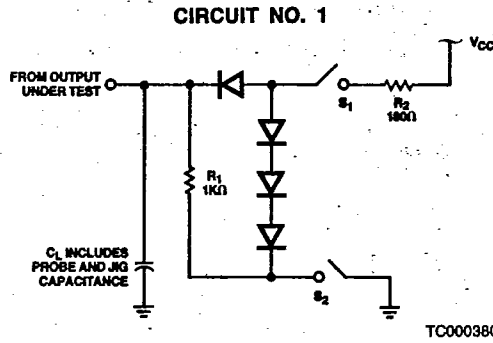 CIRCUIT NO. 1
VCC
FROM OUTPUT
UNDER TEST
S1
R2
180Ω
R1
1KΩ
CL INCLUDES
PROBE AND JIG
CAPACITANCE
S2
TC000380